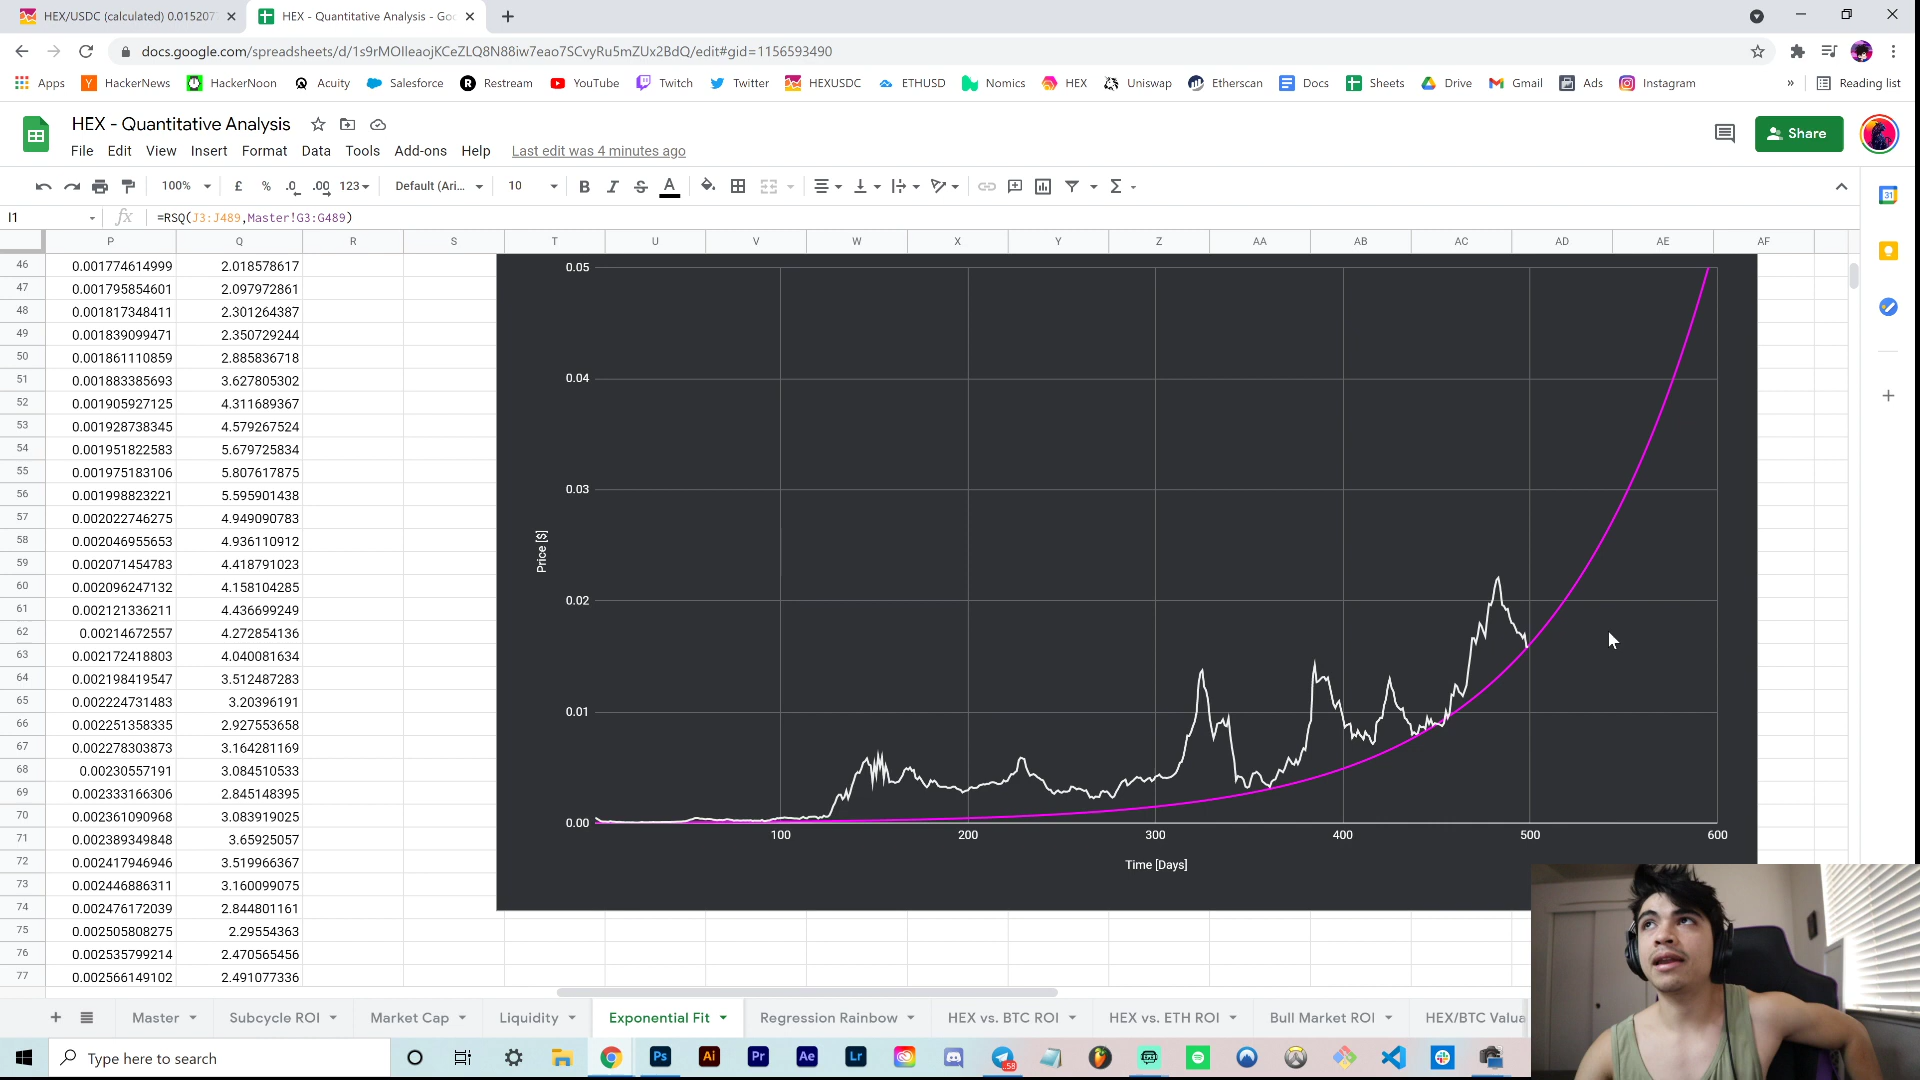 HEX/USDC (calculated) 0.01520
HEX - Quantitative Analysis - Goo
docs.google.com/spreadsheets/d/1s9rMOlleaojKCeZLQ8N88iw7eao7SCvyRu5mZUx2BdQ/edit#gid=1156593490
Apps HackerNews HackerNoon Acuity Salesforce Restream YouTube Twitch Twitter HEXUSDC ETHUSD Nomics HEX Uniswap Etherscan Docs Sheets Drive Gmail Ads Instagram » Reading list
HEX - Quantitative Analysis
Share
File Edit View Insert Format Data Tools Add-ons Help Last edit was 4 minutes ago
100% £ % .0 .00 123 Default (Ari... 10 B I S A
31
I1 fx =RSQ(J3:J489,Master!G3:G489)
P Q R S T U V W X Y Z AA AB AC AD AE AF
46 0.001774614999 2.018578617
47 0.001795854601 2.097972861
48 0.001817348411 2.301264387
49 0.001839099471 2.350729244
50 0.001861110859 2.885836718
51 0.001883385693 3.627805302
52 0.001905927125 4.311689367
53 0.001928738345 4.579267524
54 0.001951822583 5.679725834
55 0.001975183106 5.807617875
56 0.001998823221 5.595901438
57 0.002022746275 4.949090783
58 0.002046955653 4.936110912
59 0.002071454783 4.418791023
60 0.002096247132 4.158104285
61 0.002121336211 4.436699249
62 0.00214672557 4.272854136
63 0.002172418803 4.040081634
64 0.002198419547 3.512487283
65 0.002224731483 3.20396191
66 0.002251358335 2.927553658
67 0.002278303873 3.164281169
68 0.00230557191 3.084510533
69 0.002333166306 2.845148395
70 0.002361090968 3.083919025
71 0.002389349848 3.65925057
72 0.002417946946 3.519966367
73 0.002446886311 3.160099075
74 0.002476172039 2.844801161
75 0.002505808275 2.29554363
76 0.002535799214 2.470565456
77 0.002566149102 2.491077336
0.05
0.04
0.03
0.02
0.01
0.00
Price [$]
100 200 300 400 500 600
Time [Days]
Master Subcycle ROI Market Cap Liquidity Exponential Fit Regression Rainbow HEX vs. BTC ROI HEX vs. ETH ROI Bull Market ROI HEX/BTC Valua
Type here to search
Ps Ai Pr Ae Lr
58